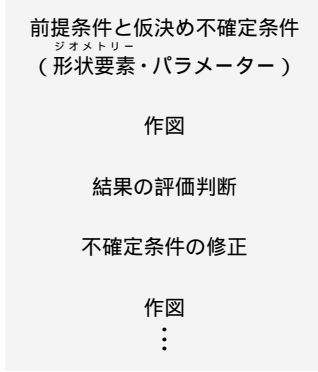 前提条件と仮決め不確定条件
ジオメトリー
(形状要素・パラメーター)
作図
結果の評価判断
不確定条件の修正
作図
⋮